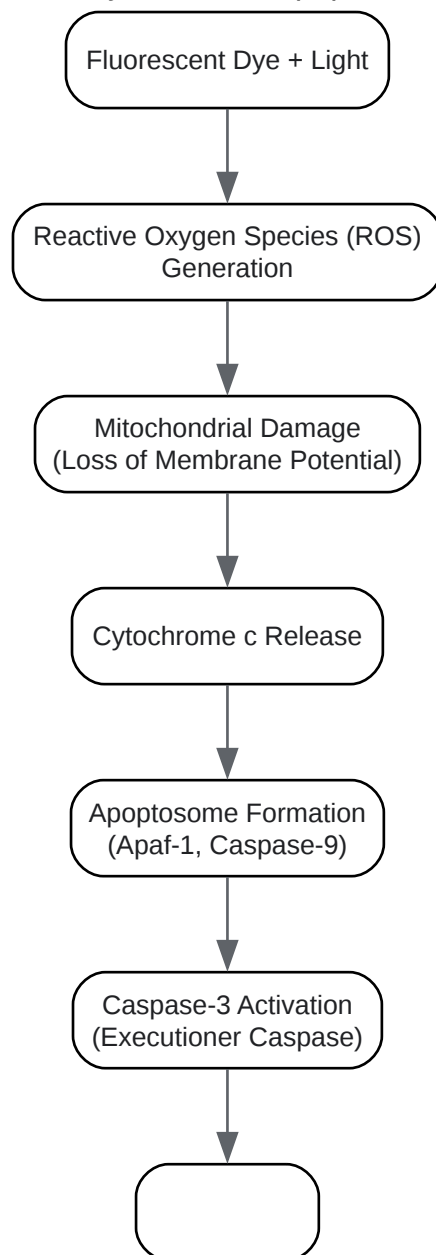 Fluorescent Dye + Light
Reactive Oxygen Species (ROS)
Generation
Mitochondrial Damage
(Loss of Membrane Potential)
Cytochrome c Release
Apoptosome Formation
(Apaf-1, Caspase-9)
Caspase-3 Activation
(Executioner Caspase)